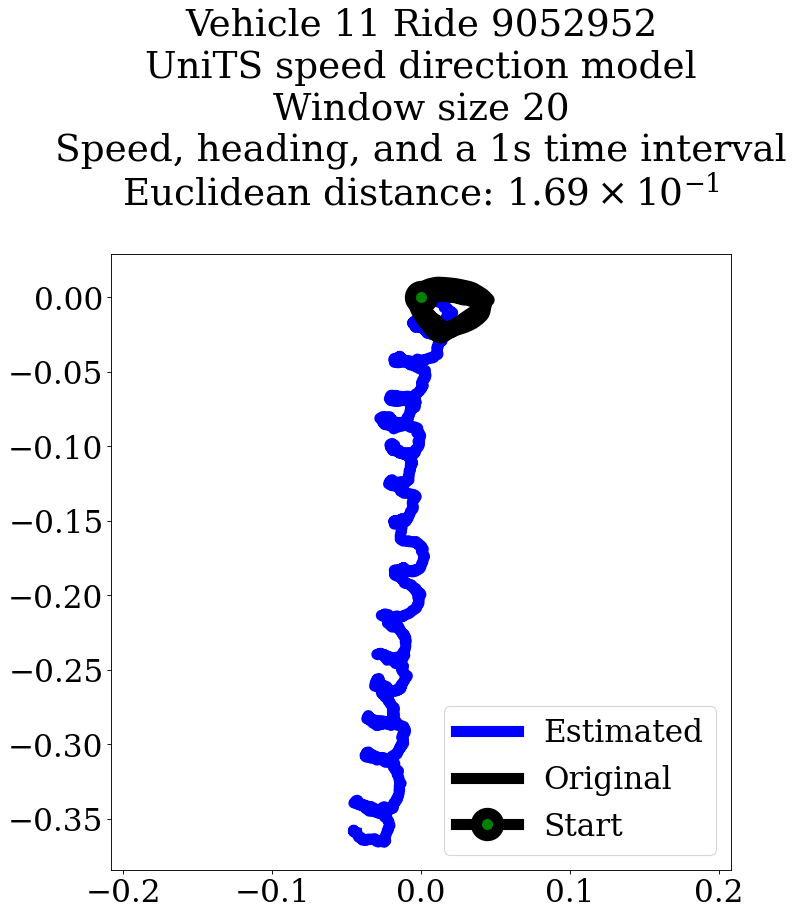 Vehicle 11 Ride 9052952
UniTS speed direction model
Window size 20
Speed, heading, and a 1s time interval
Euclidean distance: 1.69 × 10⁻¹
0.00
−0.05
−0.10
−0.15
−0.20
−0.25
−0.30
−0.35
Estimated
Original
Start
−0.2
−0.1
0.0
0.1
0.2